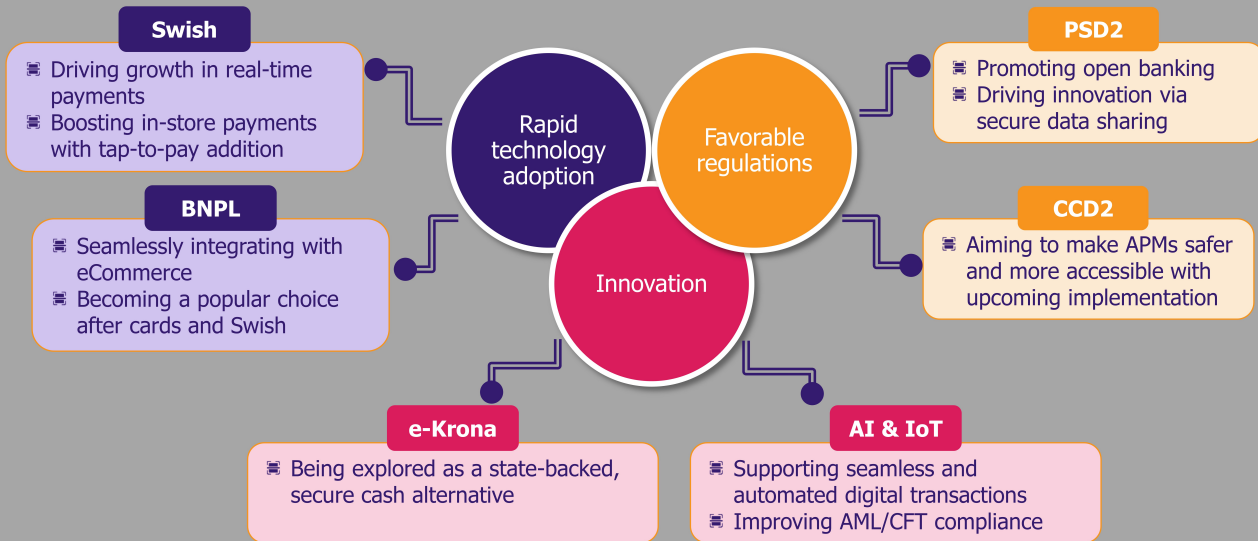 Swish
Driving growth in real-time
payments
Boosting in-store payments
with tap-to-pay addition
BNPL
Seamlessly integrating with
eCommerce
Becoming a popular choice
after cards and Swish
Rapid
technology
adoption
Favorable
regulations
Innovation
PSD2
Promoting open banking
Driving innovation via
secure data sharing
CCD2
Aiming to make APMs safer
and more accessible with
upcoming implementation
e-Krona
Being explored as a state-backed,
secure cash alternative
AI & IoT
Supporting seamless and
automated digital transactions
Improving AML/CFT compliance